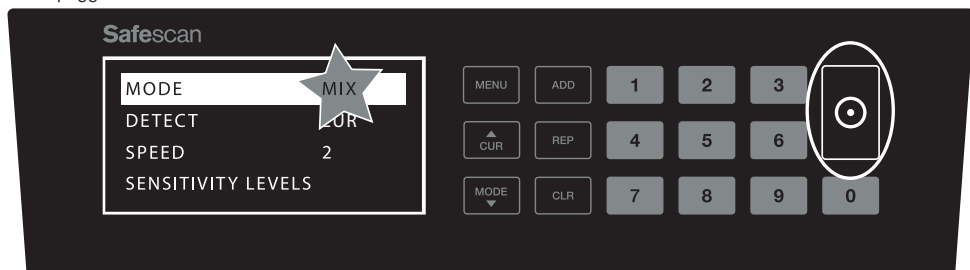 Safescan
MODE MIX
DETECT EUR
SPEED 2
SENSITIVITY LEVELS
MENU ADD 1 2 3
CUR REP 4 5 6
MODE CLR 7 8 9 0